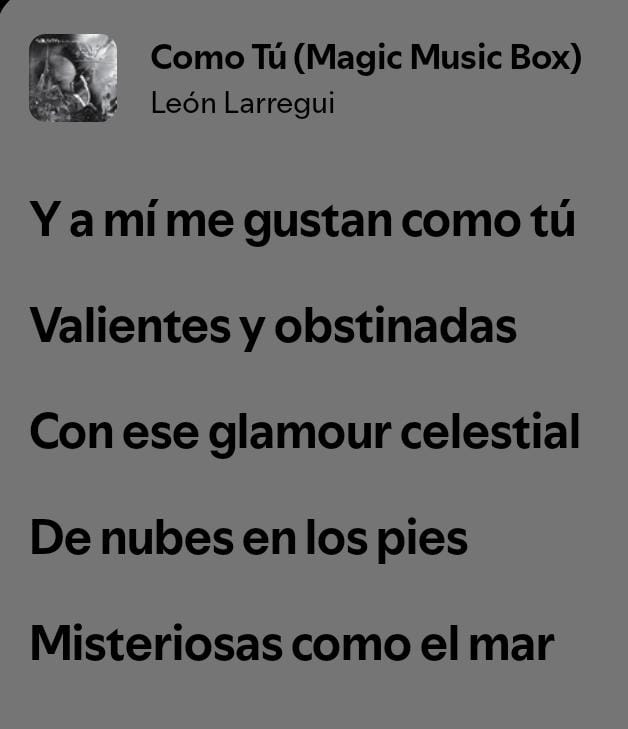 Como Tú (Magic Music Box)
León Larregui
Y a mí me gustan como tú
Valientes y obstinadas
Con ese glamour celestial
De nubes en los pies
Misteriosas como el mar